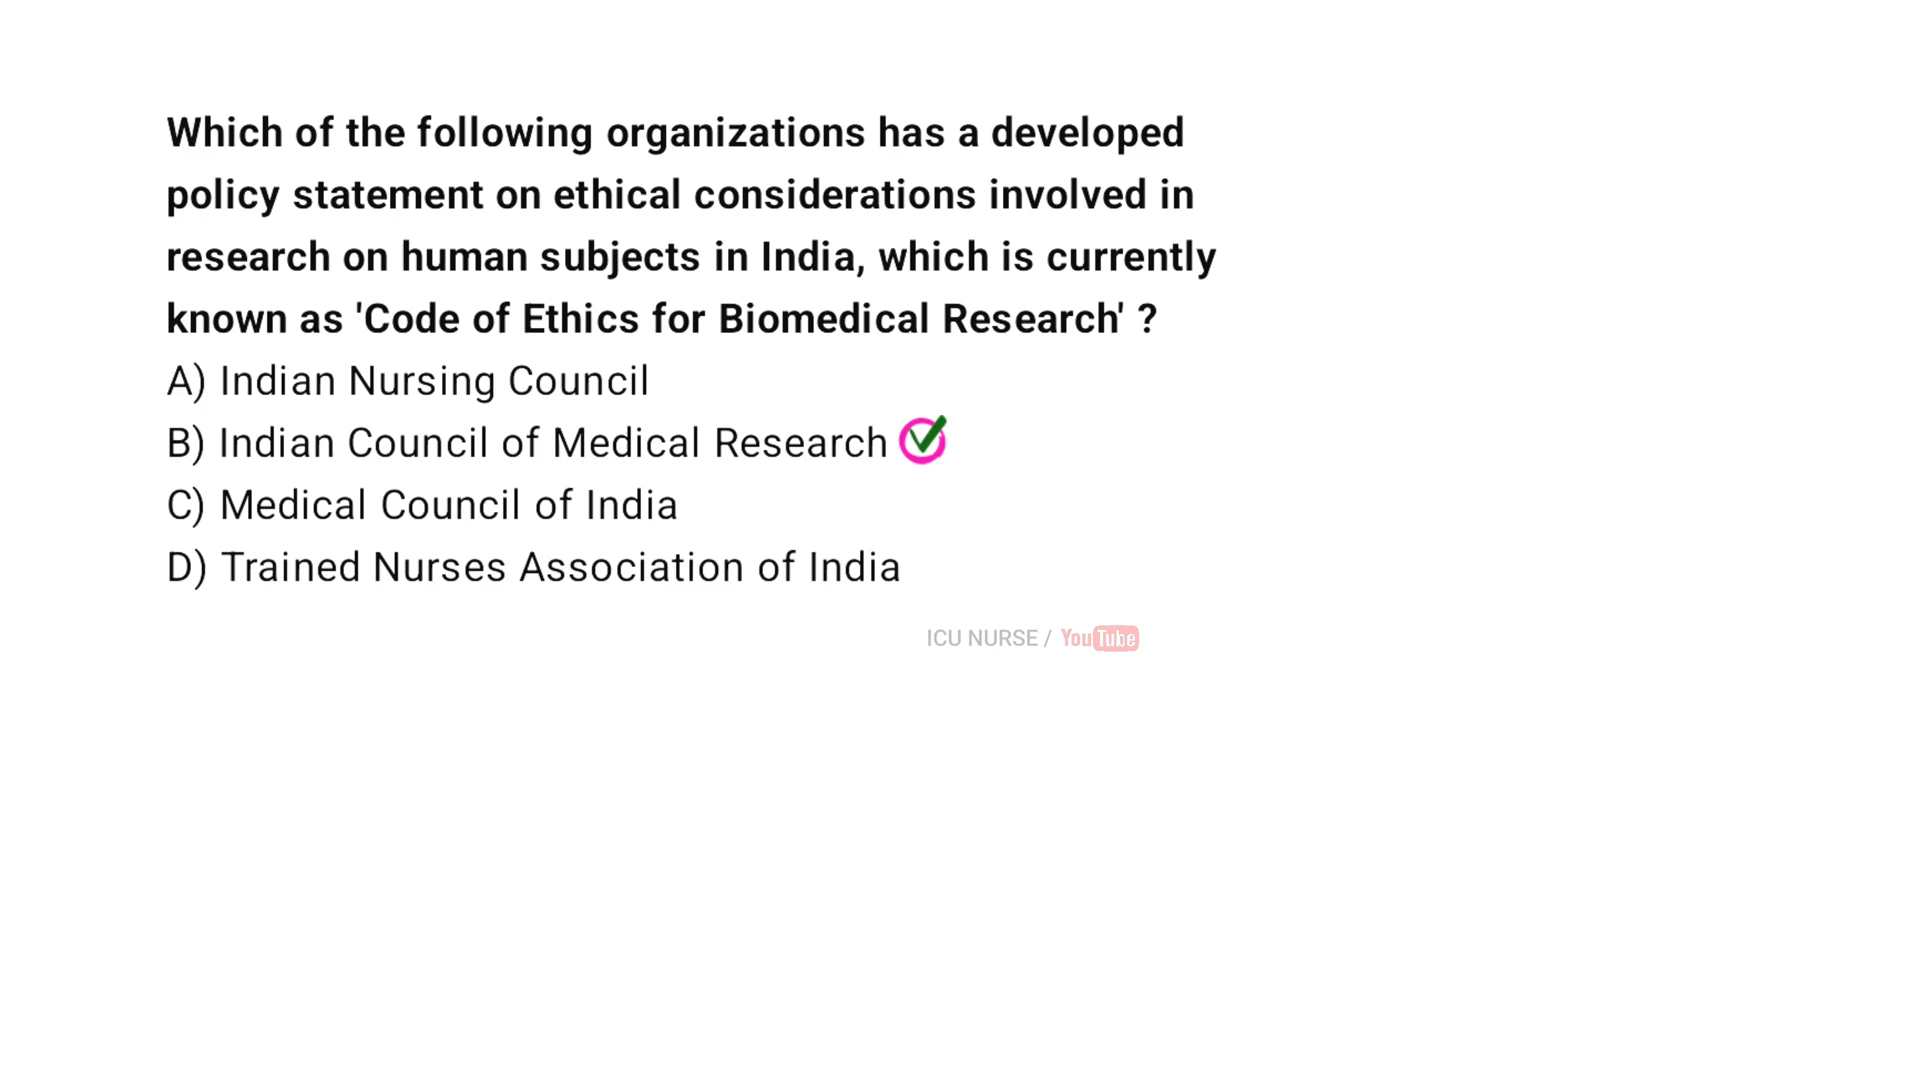 Which of the following organizations has a developed
policy statement on ethical considerations involved in
research on human subjects in India, which is currently
known as 'Code of Ethics for Biomedical Research' ?
A) Indian Nursing Council
B) Indian Council of Medical Research
C) Medical Council of India
D) Trained Nurses Association of India
ICU NURSE / YouTube